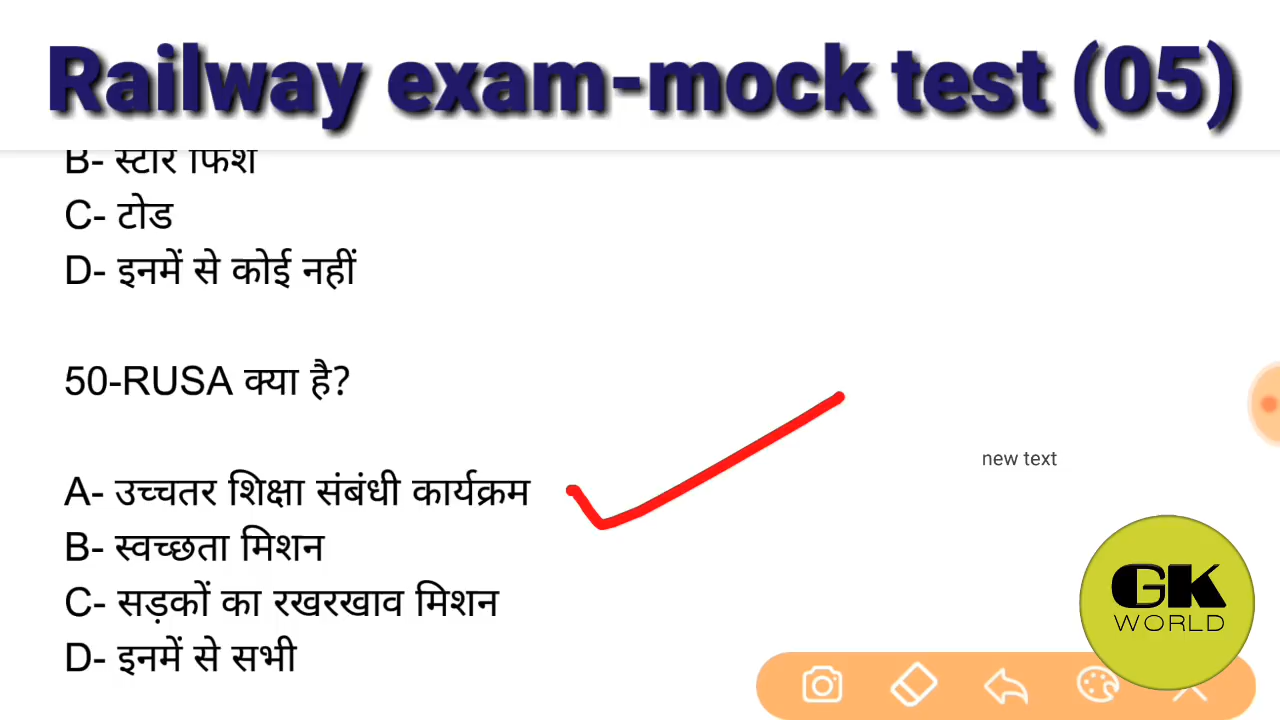 Railway exam-mock test (05)
B- स्टार फिश
C- टोड
D- इनमें से कोई नहीं
50-RUSA क्या है?
A- उच्चतर शिक्षा संबंधी कार्यक्रम
new text
B- स्वच्छता मिशन
C- सड़कों का रखरखाव मिशन
D- इनमें से सभी
GK
WORLD